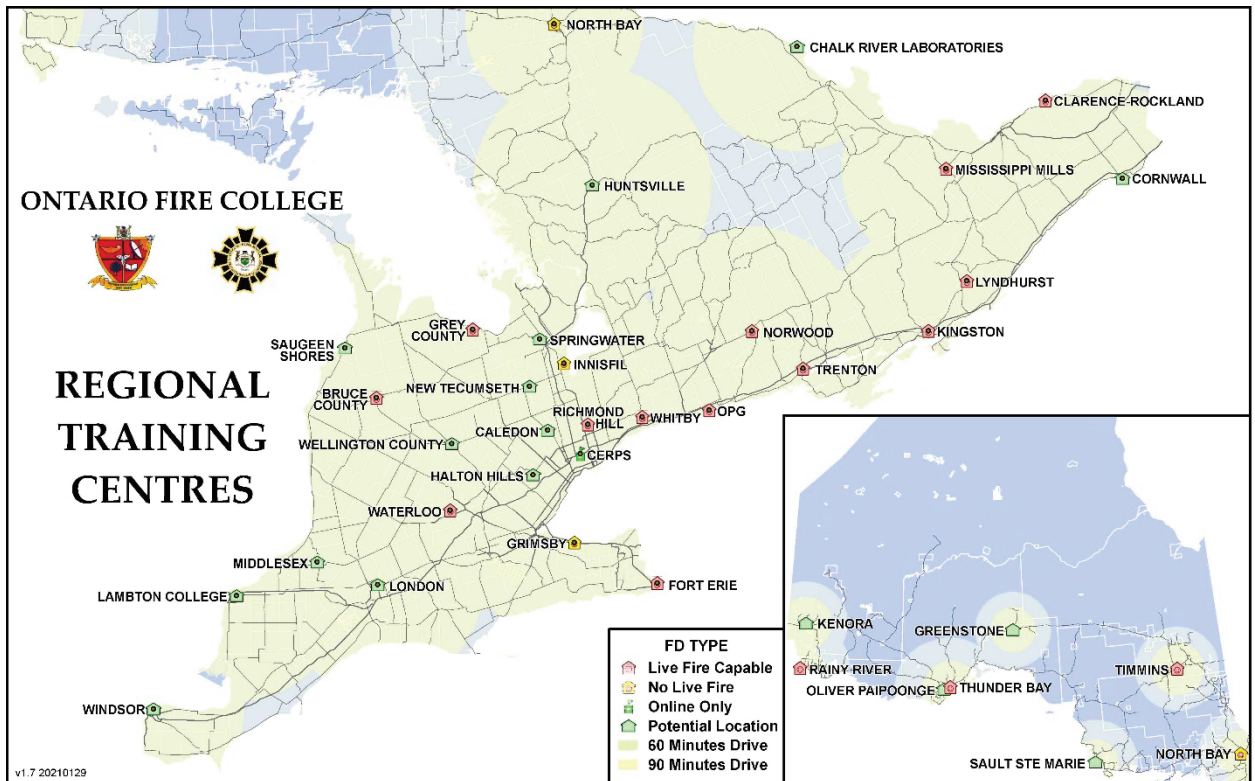 NORTH BAY
CHALK RIVER LABORATORIES
CLARENCE-ROCKLAND
MISSISSIPPI MILLS
CORNWALL
HUNTSVILLE
ONTARIO FIRE COLLEGE
LYNDHURST
GREY
COUNTY
SPRINGWATER
NORWOOD
KINGSTON
SAUGEEN
SHORES
INNISFIL
TRENTON
REGIONAL
TRAINING
CENTRES
NEW TECUMSETH
BRUCE
COUNTY
RICHMOND
HILL
WHITBY
OPG
CALEDON
WELLINGTON COUNTY
CERPS
HALTON HILLS
WATERLOO
GRIMSBY
MIDDLESEX
LONDON
FORT ERIE
LAMBTON COLLEGE
WINDSOR
FD TYPE
Live Fire Capable
No Live Fire
Online Only
Potential Location
60 Minutes Drive
90 Minutes Drive
KENORA
GREENSTONE
RAINY RIVER
TIMMINS
OLIVER PAIPOONGE
THUNDER BAY
NORTH BAY
SAULT STE MARIE
v1.7 20210129